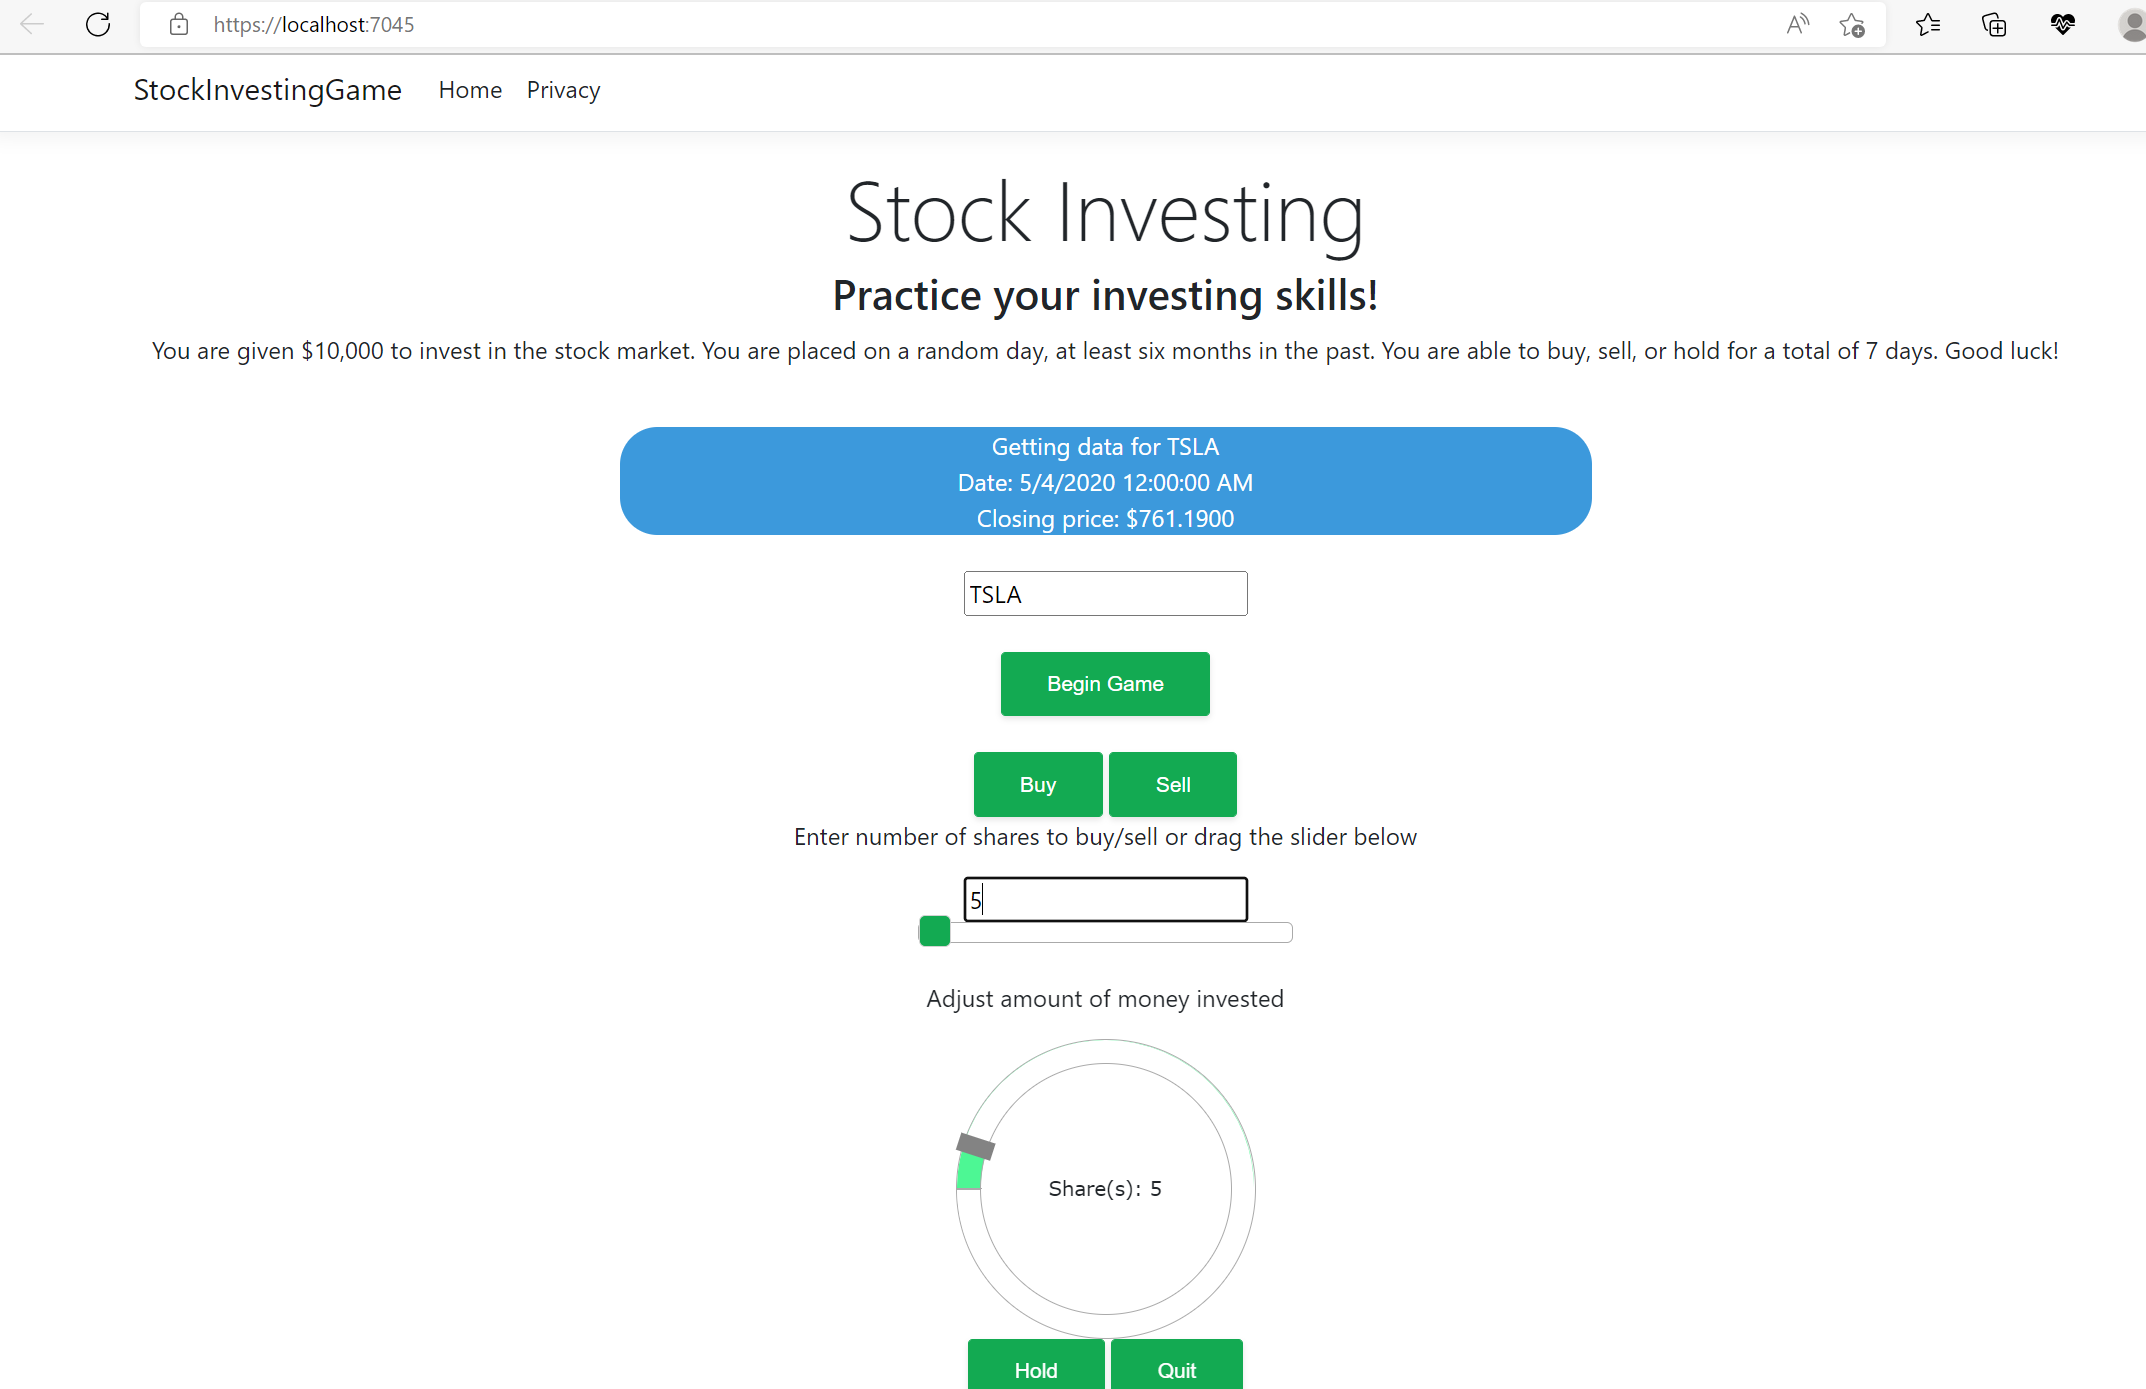 https://localhost:7045
StockInvestingGame Home Privacy
Stock Investing
Practice your investing skills!
You are given $10,000 to invest in the stock market. You are placed on a random day, at least six months in the past. You are able to buy, sell, or hold for a total of 7 days. Good luck!
Getting data for TSLA
Date: 5/4/2020 12:00:00 AM
Closing price: $761.1900
TSLA
Begin Game
Buy Sell
Enter number of shares to buy/sell or drag the slider below
5
Adjust amount of money invested
Share(s): 5
Hold Quit